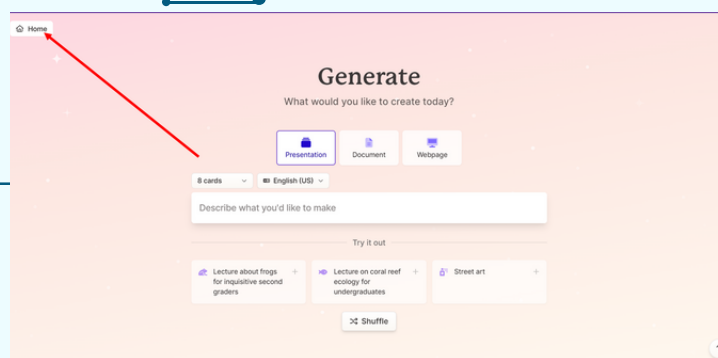 Home
Generate
What would you like to create today?
Presentation Document Webpage
8 cards English (US)
Describe what you'd like to make
Try it out
Lecture about frogs
for inquisitive second
graders
Lecture on coral reef
ecology for
undergraduates
Street art
Shuffle